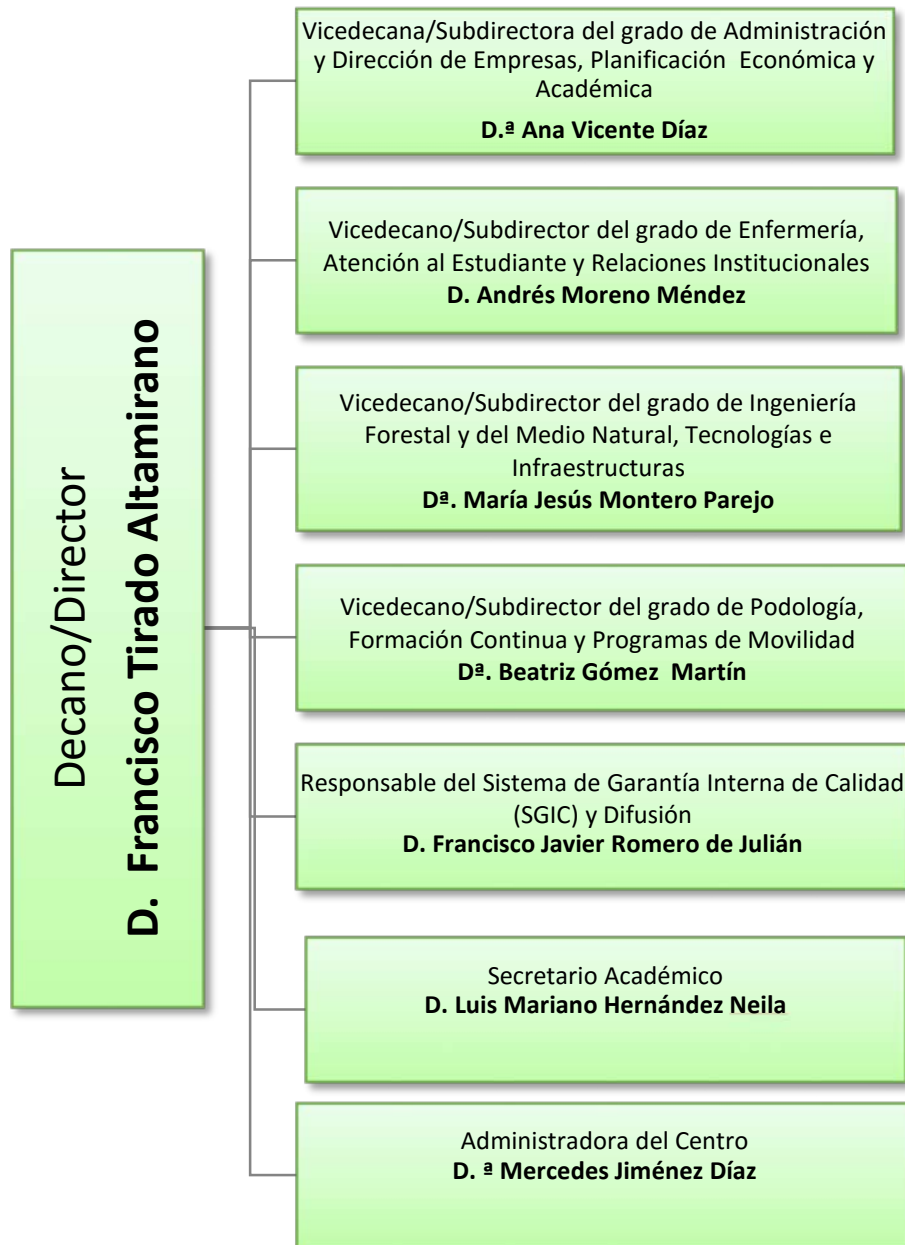 Decano/Director
D. Francisco Tirado Altamirano
Vicedecana/Subdirectora del grado de Administración
y Dirección de Empresas, Planificación Económica y
Académica
D.ª Ana Vicente Díaz
Vicedecano/Subdirector del grado de Enfermería,
Atención al Estudiante y Relaciones Institucionales
D. Andrés Moreno Méndez
Vicedecano/Subdirector del grado de Ingeniería
Forestal y del Medio Natural, Tecnologías e
Infraestructuras
Dª. María Jesús Montero Parejo
Vicedecano/Subdirector del grado de Podología,
Formación Continua y Programas de Movilidad
Dª. Beatriz Gómez Martín
Responsable del Sistema de Garantía Interna de Calidad
(SGIC) y Difusión
D. Francisco Javier Romero de Julián
Secretario Académico
D. Luis Mariano Hernández Neila
Administradora del Centro
D. ª Mercedes Jiménez Díaz